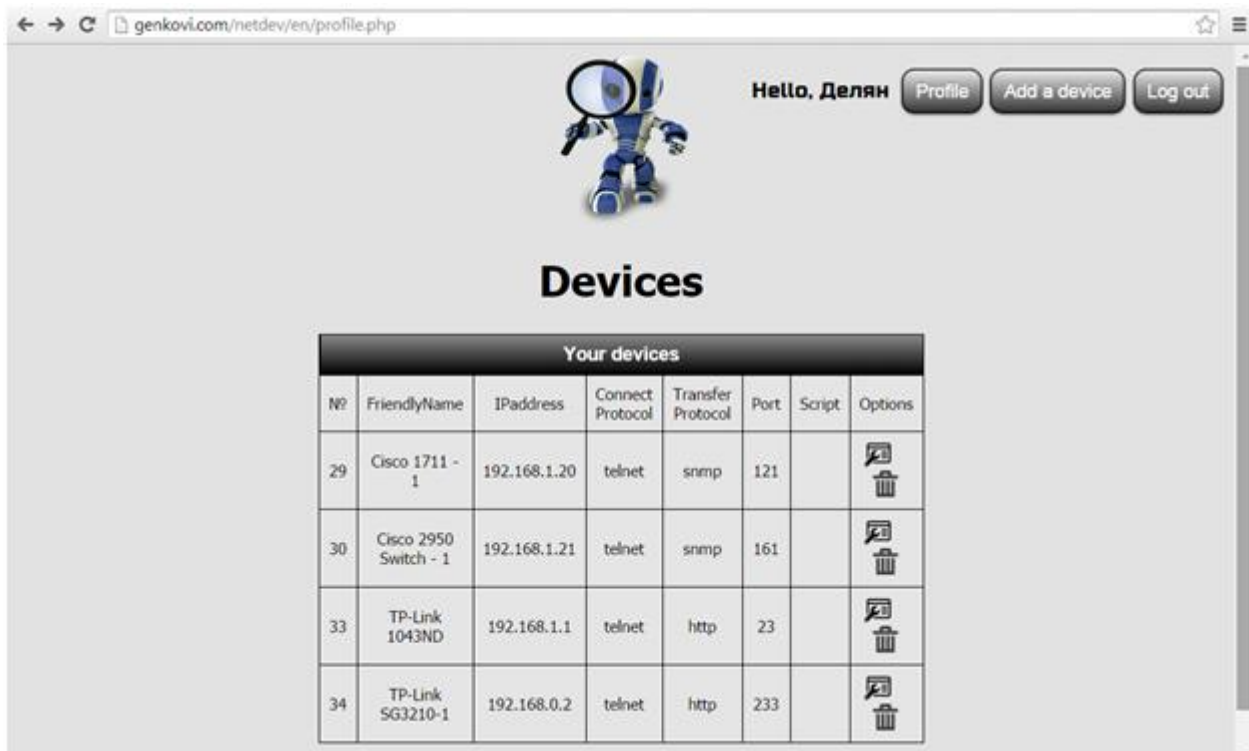 genkovi.com/netdev/en/profile.php
Hello, Делян
Profile
Add a device
Log out
Devices
Your devices
№ FriendlyName IPaddress Connect Protocol Transfer Protocol Port Script Options
29 Cisco 1711 - 1 192.168.1.20 telnet snmp 121
30 Cisco 2950 Switch - 1 192.168.1.21 telnet snmp 161
33 TP-Link 1043ND 192.168.1.1 telnet http 23
34 TP-Link SG3210-1 192.168.0.2 telnet http 233